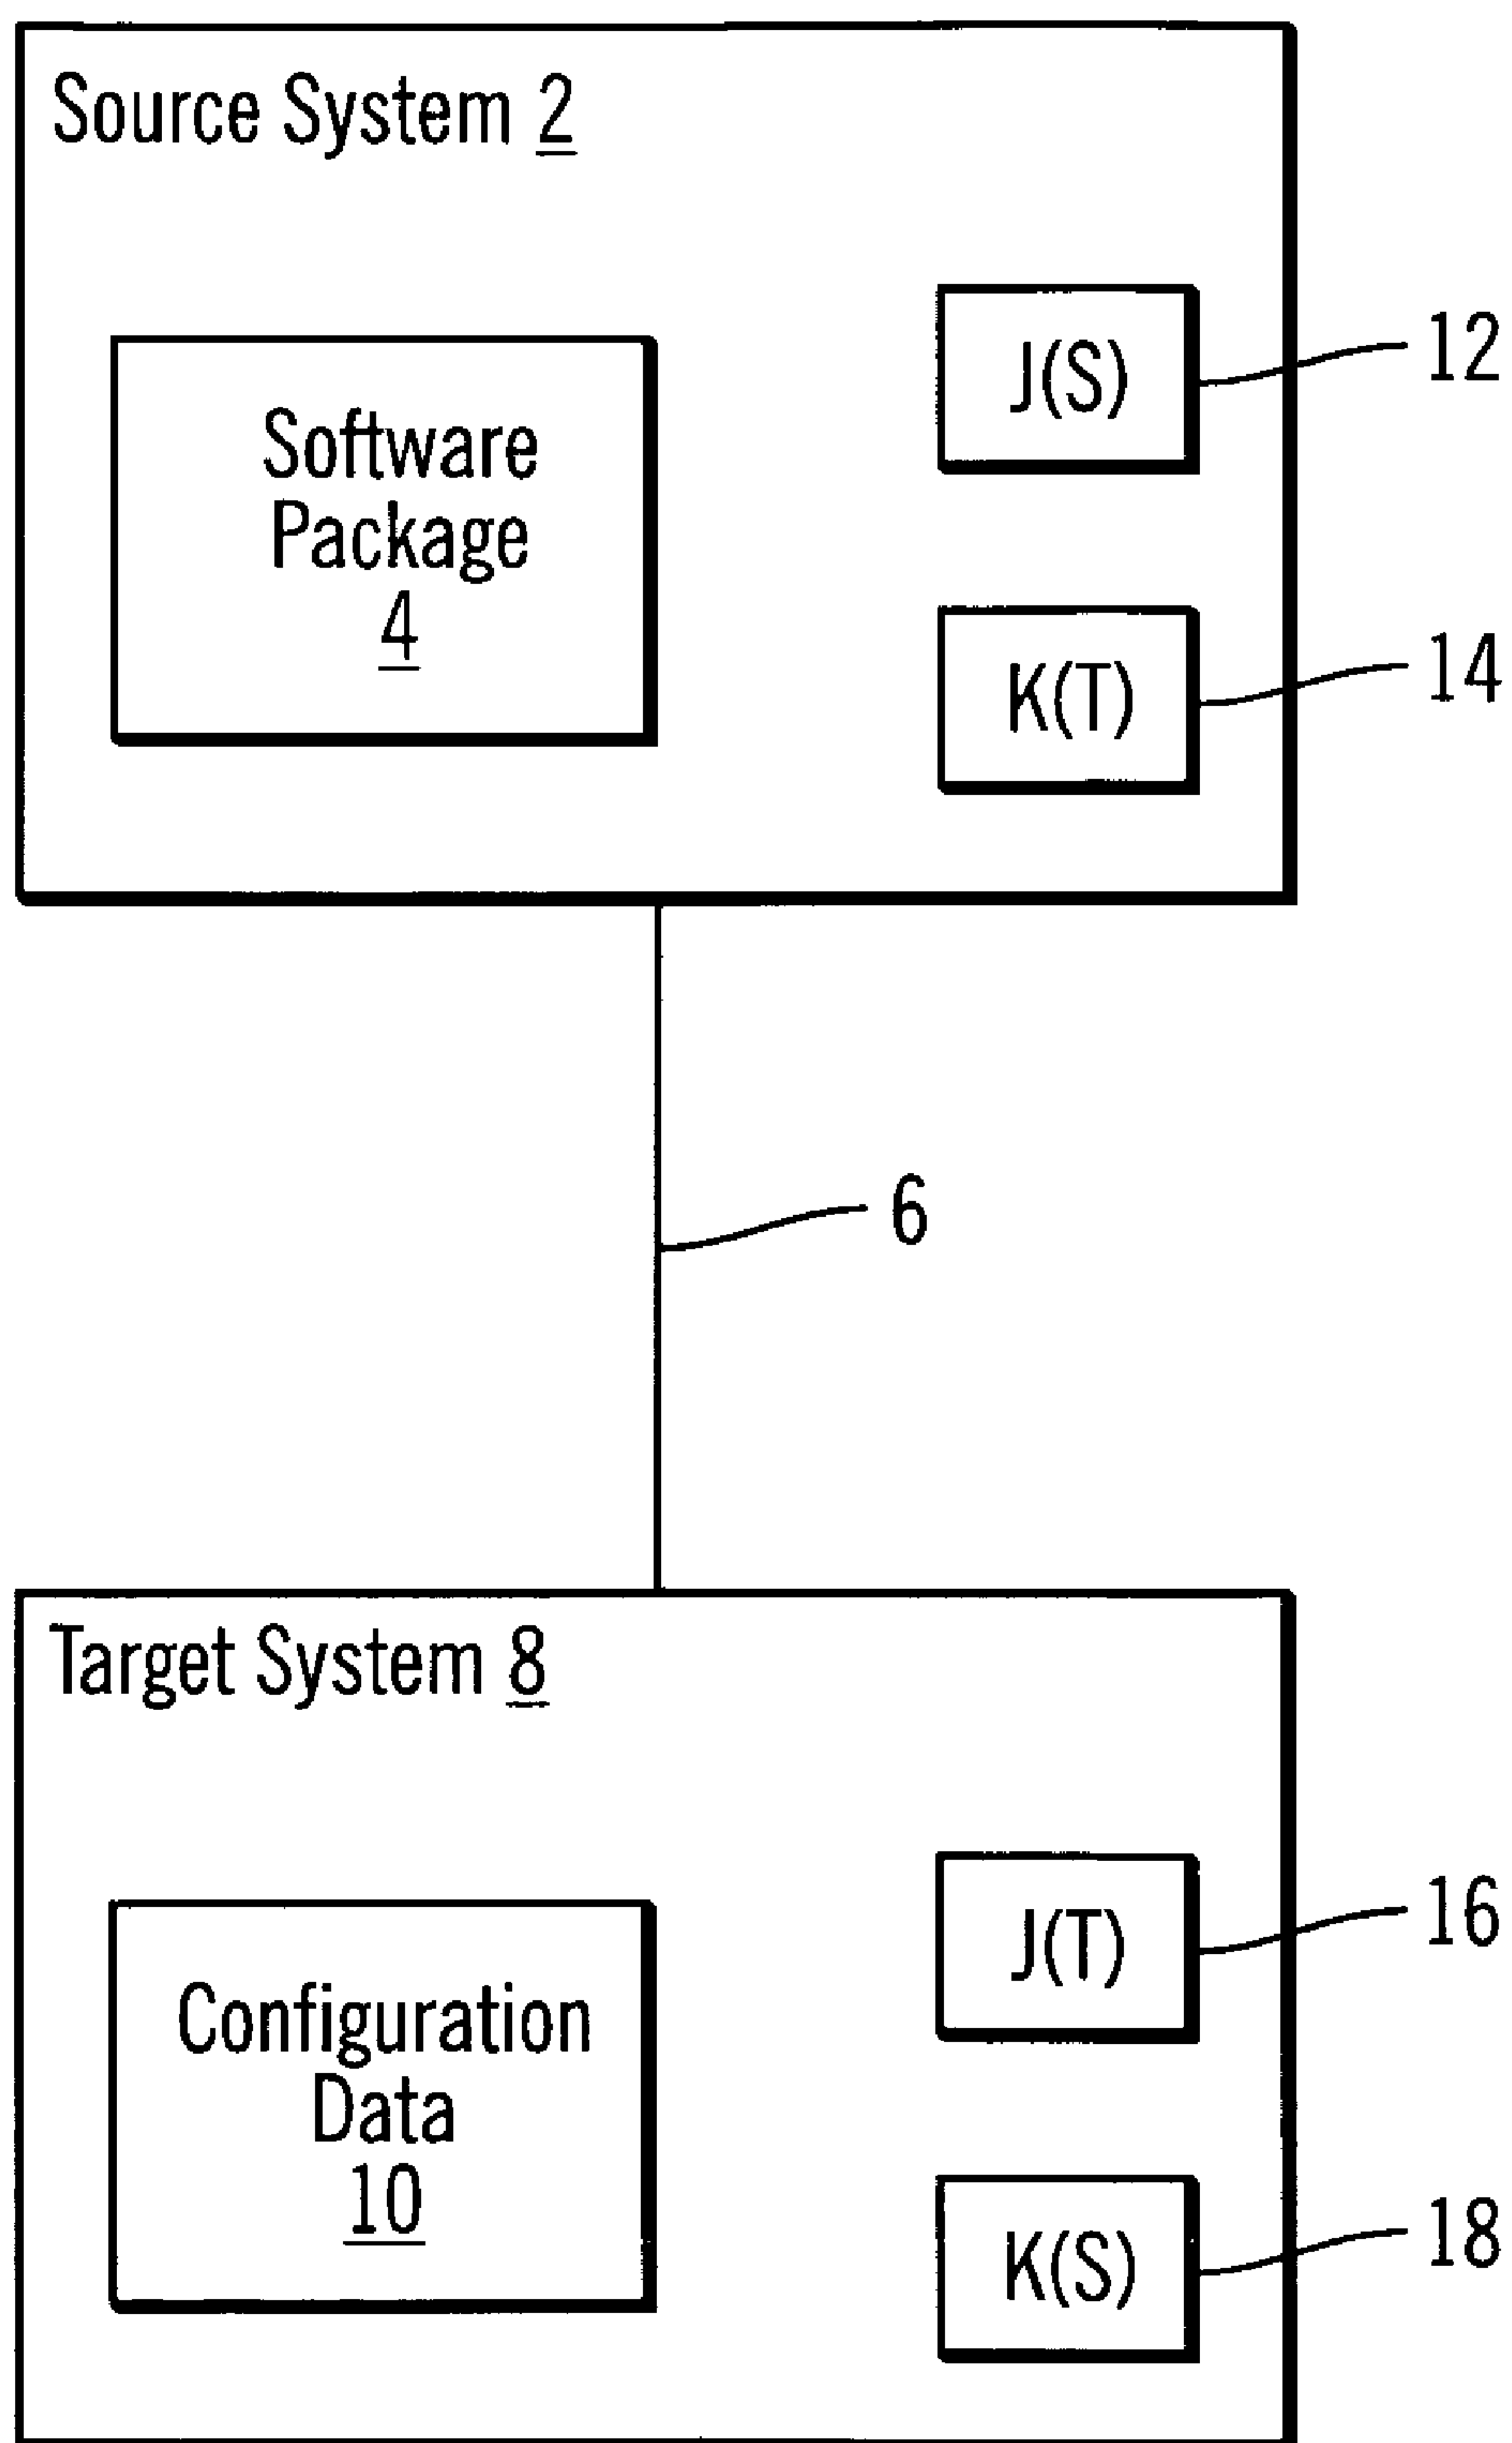 Source System 2
Software
Package
4
J(S)
12
K(T)
14
6
Target System 8
Configuration
Data
10
J(T)
16
K(S)
18